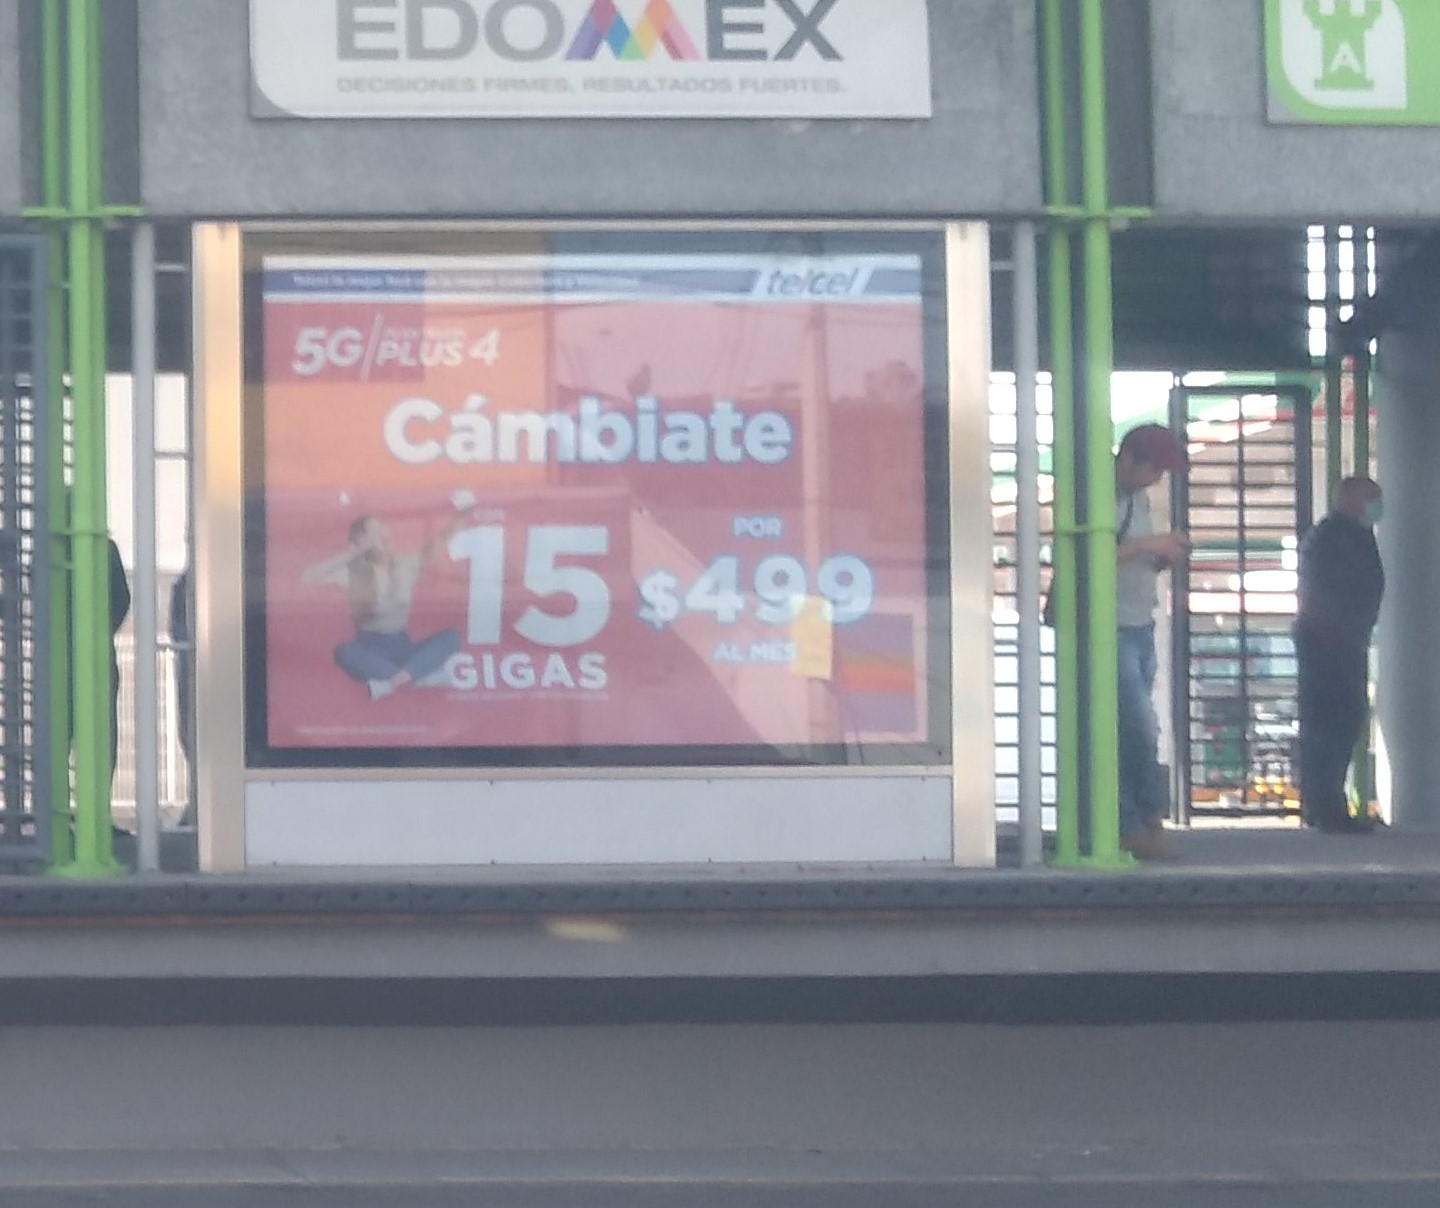 EDOMEX
DECISIONES FIRMES, RESULTADOS FUERTES.
A
telcel
5G
PLUS 4
Cámbiate
CON
15
GIGAS
POR
$499
AL MES